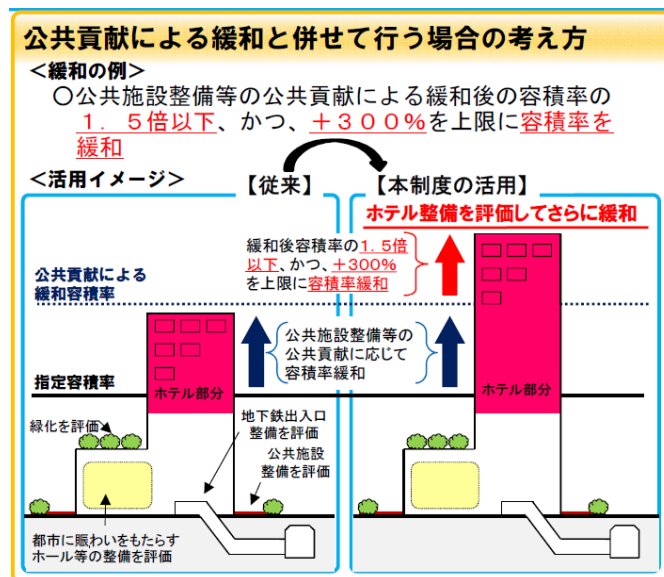 公共貢献による緩和と併せて行う場合の考え方
＜緩和の例＞
○公共施設整備等の公共貢献による緩和後の容積率の
１．５倍以下、かつ、＋３００％を上限に容積率を
緩和
＜活用イメージ＞
【従来】
【本制度の活用】
ホテル整備を評価してさらに緩和
緩和後容積率の1.5倍
以下、かつ、＋300%
を上限に容積率緩和
公共貢献による
緩和容積率
公共施設整備等の
公共貢献に応じて
容積率緩和
指定容積率
ホテル部分
ホテル部分
緑化を評価
地下鉄出入口
整備を評価
公共施設
整備を評価
都市に賑わいをもたらす
ホール等の整備を評価